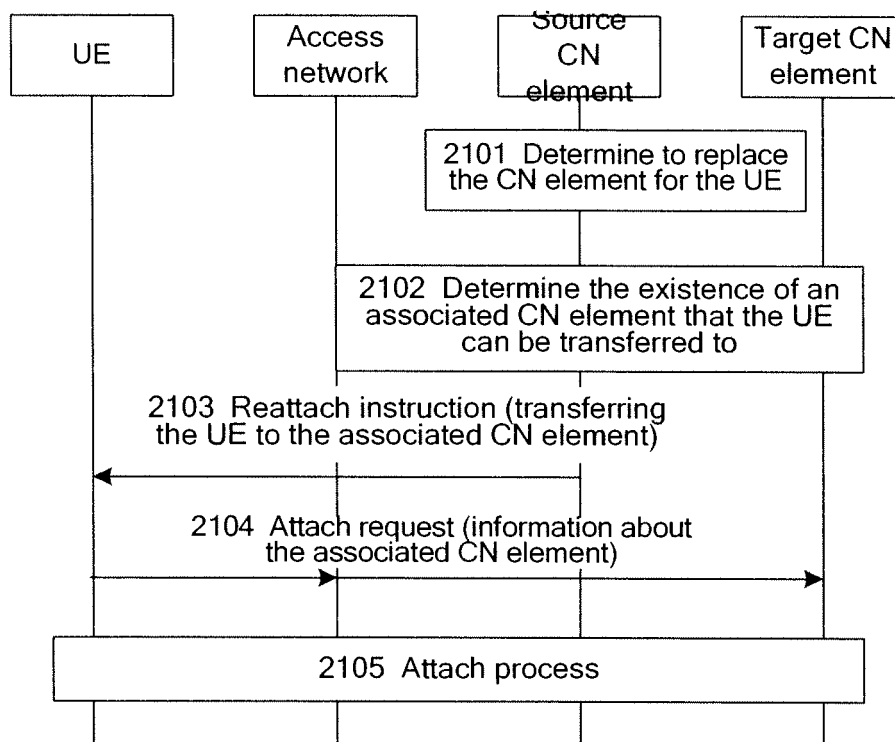 UE
Access
network
Source
CN
element
Target CN
element
2101 Determine to replace
the CN element for the UE
2102 Determine the existence of an
associated CN element that the UE
can be transferred to
2103 Reattach instruction (transferring
the UE to the associated CN element)
2104 Attach request (information about
the associated CN element)
2105 Attach process